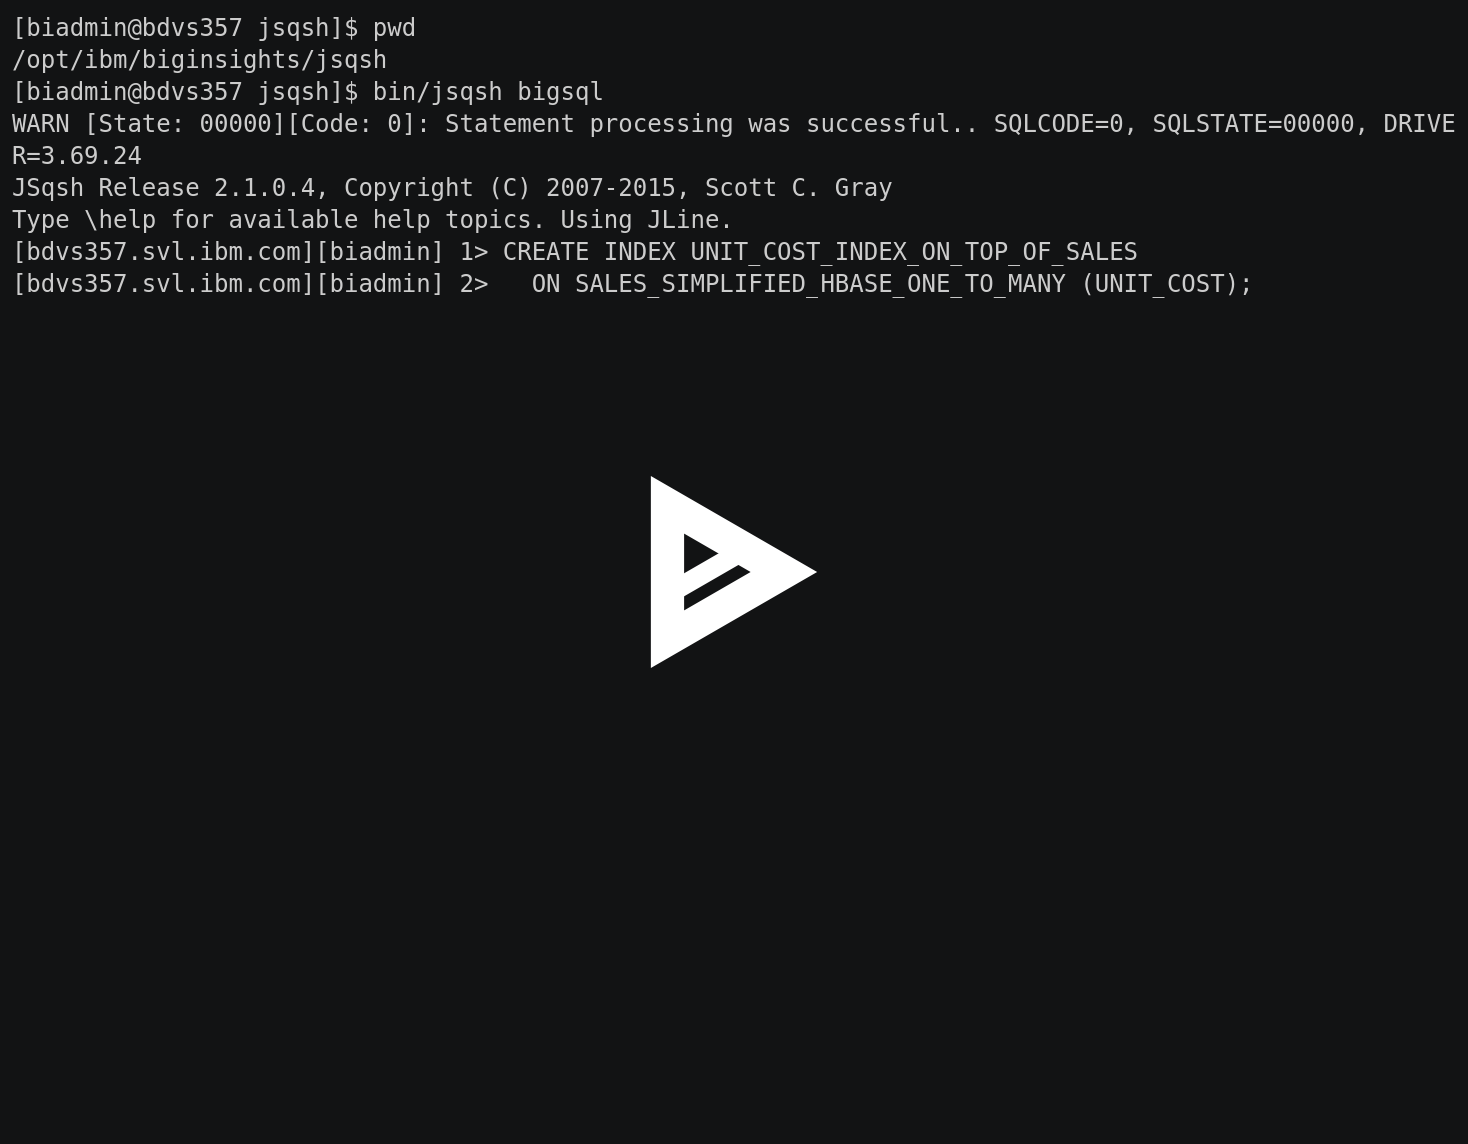 [biadmin@bdvs357 jsqsh]$ pwd
/opt/ibm/biginsights/jsqsh
[biadmin@bdvs357 jsqsh]$ bin/jsqsh bigsql
WARN [State: 00000][Code: 0]: Statement processing was successful.. SQLCODE=0, SQLSTATE=00000, DRIVE
R=3.69.24
JSqsh Release 2.1.0.4, Copyright (C) 2007-2015, Scott C. Gray
Type \help for available help topics. Using JLine.
[bdvs357.svl.ibm.com][biadmin] 1> CREATE INDEX UNIT_COST_INDEX_ON_TOP_OF_SALES
[bdvs357.svl.ibm.com][biadmin] 2>   ON SALES_SIMPLIFIED_HBASE_ONE_TO_MANY (UNIT_COST);